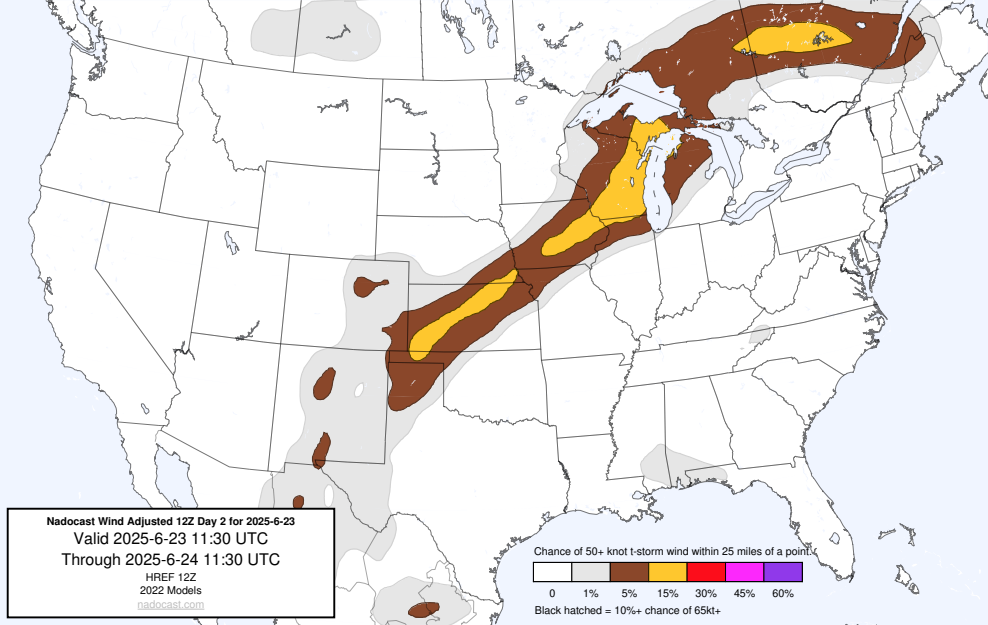 Nadocast Wind Adjusted 12Z Day 2 for 2025-6-23
Valid 2025-6-23 11:30 UTC
Through 2025-6-24 11:30 UTC
HREF 12Z
2022 Models
nadocast.com
Chance of 50+ knot t-storm wind within 25 miles of a point.
0 1% 5% 15% 30% 45% 60%
Black hatched = 10%+ chance of 65kt+